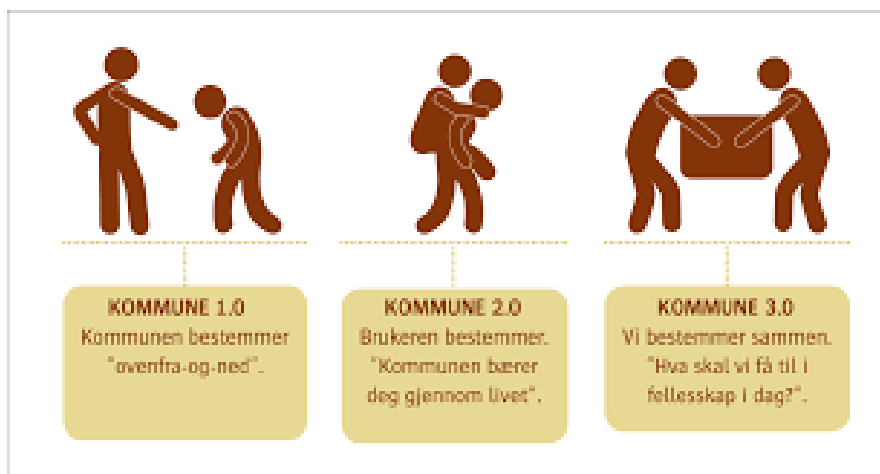 KOMMUNE 1.0
Kommunen bestemmer
"ovenfra-og-ned".
KOMMUNE 2.0
Brukeren bestemmer.
"Kommunen bærer
deg gjennom livet".
KOMMUNE 3.0
Vi bestemmer sammen.
"Hva skal vi få til i
fellesskap i dag?".